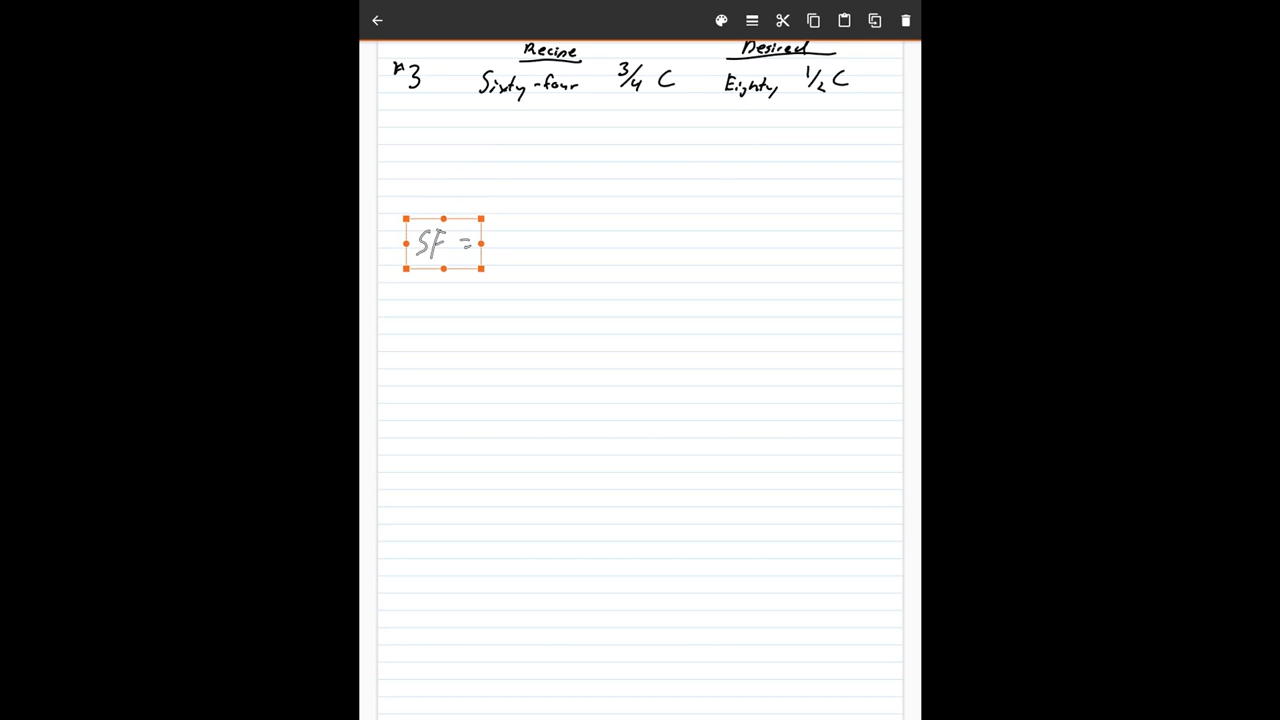 Recipe Desired
#3 Sixty-four 3/4 C Eighty 1/2 C
SF =